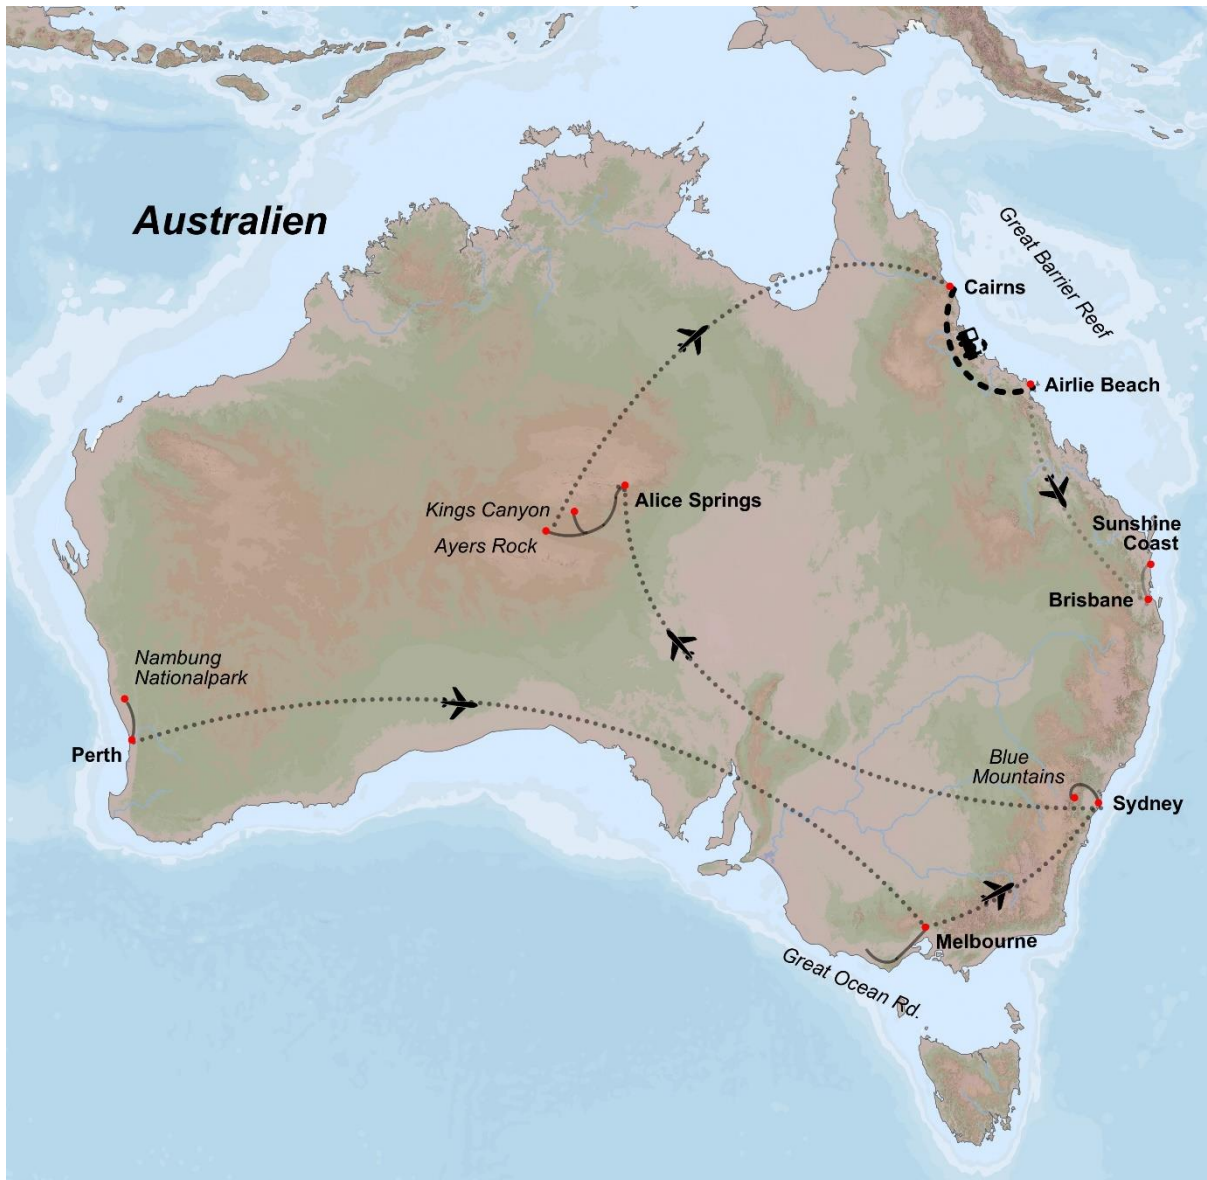 Australien
Great Barrier Reef
Cairns
Airlie Beach
Kings Canyon
Alice Springs
Ayers Rock
Sunshine
Coast
Brisbane
Nambung
Nationalpark
Perth
Blue
Mountains
Sydney
Melbourne
Great Ocean Rd.